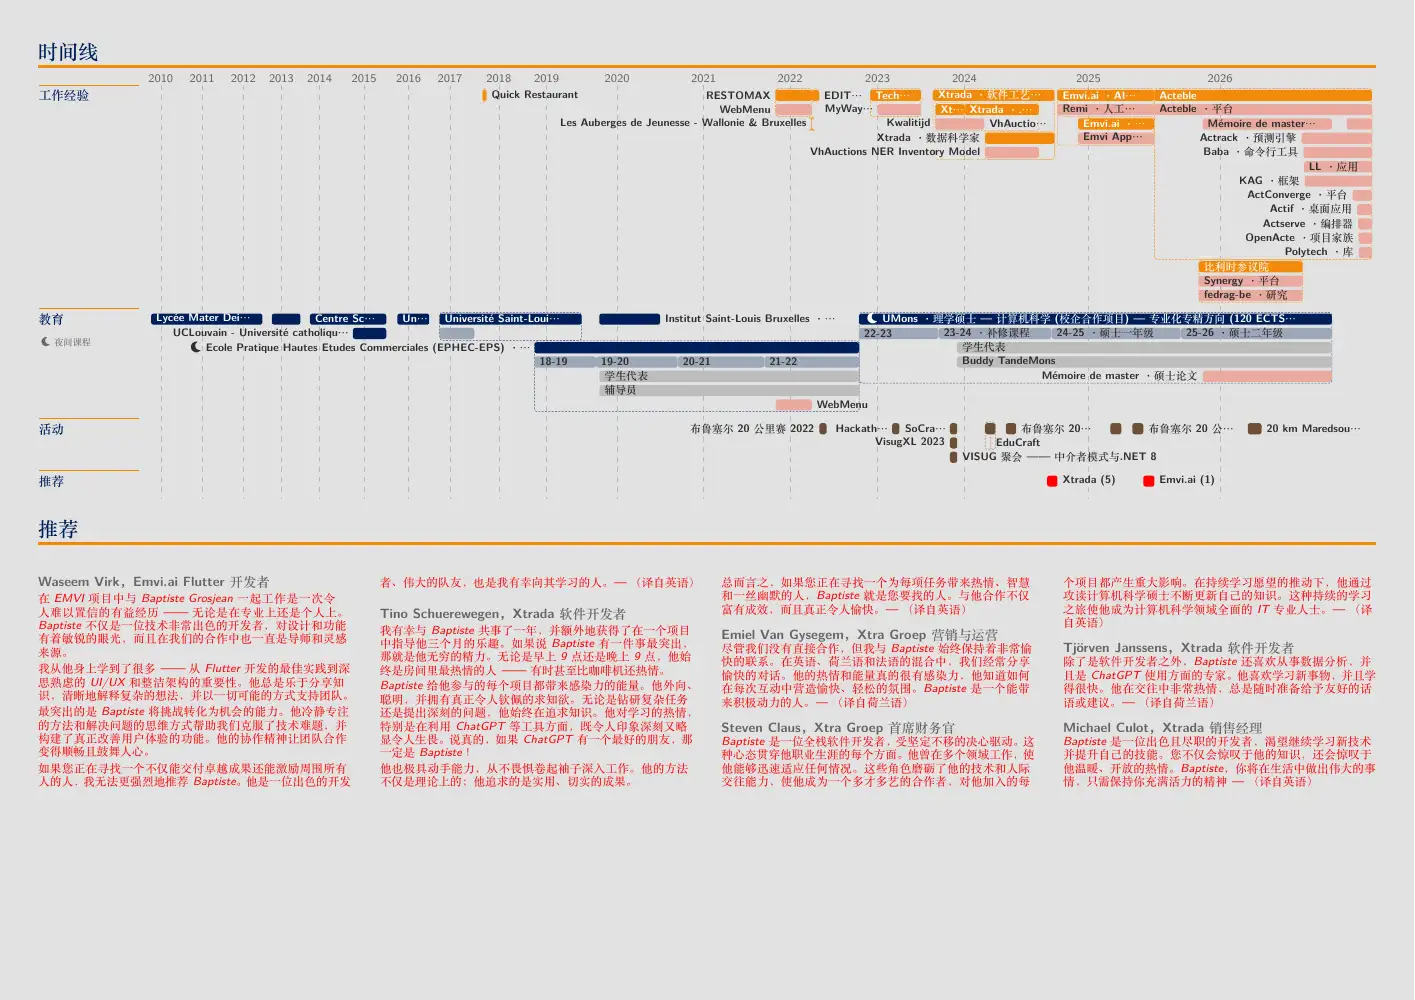 时间线
2010 2011 2012 2013 2014 2015 2016 2017 2018 2019 2020 2021 2022 2023 2024 2025 2026
工作经验
Quick Restaurant RESTOMAX EDIT··· Tech··· Xtrada · 软件工艺··· Emvi.ai · AI··· Acteble
WebMenu MyWay··· Xt··· Xtrada · ··· Remi · 人工··· Acteble · 平台
Les Auberges de Jeunesse - Wallonie & Bruxelles Kwalitijd VhAuctio··· Emvi.ai · ··· Mémoire de master···
Xtrada · 数据科学家 Emvi App··· Actrack · 预测引擎
VhAuctions NER Inventory Model Baba · 命令行工具
LL · 应用
KAG · 框架
ActConverge · 平台
Actif · 桌面应用
Actserve · 编排器
OpenActe · 项目家族
Polytech · 库
比利时参议院
Synergy · 平台
fedrag-be · 研究
教育
Lycée Mater Dei··· Centre Sc··· Un··· Université Saint-Loui··· Institut Saint-Louis Bruxelles · ··· UMons · 理学硕士 — 计算机科学 (校企合作项目) — 专业化专精方向 (120 ECTS···
UCLouvain - Université catholiqu··· 22-23 23-24 · 补修课程 24-25 · 硕士一年级 25-26 · 硕士二年级
夜间课程
Ecole Pratique Hautes Etudes Commerciales (EPHEC-EPS) · ··· 学生代表
18-19 19-20 20-21 21-22 Buddy TandeMons
学生代表 Mémoire de master · 硕士论文
辅导员
WebMenu
活动
布鲁塞尔 20 公里赛 2022 Hackath··· SoCra··· 布鲁塞尔 20··· 布鲁塞尔 20 公··· 20 km Maredsou···
VisugXL 2023 EduCraft
VISUG 聚会 —— 中介者模式与.NET 8
推荐
Xtrada (5) Emvi.ai (1)
推荐
Waseem Virk，Emvi.ai Flutter 开发者
在 EMVI 项目中与 Baptiste Grosjean 一起工作是一次令
人难以置信的有益经历 —— 无论是在专业上还是个人上。
Baptiste 不仅是一位技术非常出色的开发者，对设计和功能
有着敏锐的眼光，而且在我们的合作中也一直是导师和灵感
来源。
我从他身上学到了很多 —— 从 Flutter 开发的最佳实践到深
思熟虑的 UI/UX 和整洁架构的重要性。他总是乐于分享知
识，清晰地解释复杂的想法，并以一切可能的方式支持团队。
最突出的是 Baptiste 将挑战转化为机会的能力。他冷静专注
的方法和解决问题的思维方式帮助我们克服了技术难题，并
构建了真正改善用户体验的功能。他的协作精神让团队合作
变得顺畅且鼓舞人心。
如果您正在寻找一个不仅能交付卓越成果还能激励周围所有
人的人，我无法更强烈地推荐 Baptiste。他是一位出色的开发
者、伟大的队友，也是我有幸向其学习的人。—（译自英语）
Tino Schuerewegen，Xtrada 软件开发者
我有幸与 Baptiste 共事了一年，并额外地获得了在一个项目
中指导他三个月的乐趣。如果说 Baptiste 有一件事最突出，
那就是他无穷的精力。无论是早上 9 点还是晚上 9 点，他始
终是房间里最热情的人 —— 有时甚至比咖啡机还热情。
Baptiste 给他参与的每个项目都带来感染力的能量。他外向、
聪明，并拥有真正令人钦佩的求知欲。无论是钻研复杂任务
还是提出深刻的问题，他始终在追求知识。他对学习的热情，
特别是在利用 ChatGPT 等工具方面，既令人印象深刻又略
显令人生畏。说真的，如果 ChatGPT 有一个最好的朋友，那
一定是 Baptiste！
他也极具动手能力，从不畏惧卷起袖子深入工作。他的方法
不仅是理论上的；他追求的是实用、切实的成果。
总而言之，如果您正在寻找一个为每项任务带来热情、智慧
和一丝幽默的人，Baptiste 就是您要找的人。与他合作不仅
富有成效，而且真正令人愉快。—（译自英语）
Emiel Van Gysegem，Xtra Groep 营销与运营
尽管我们没有直接合作，但我与 Baptiste 始终保持着非常愉
快的联系。在英语、荷兰语和法语的混合中，我们经常分享
愉快的对话。他的热情和能量真的很有感染力，他知道如何
在每次互动中营造愉快、轻松的氛围。Baptiste 是一个能带
来积极动力的人。—（译自荷兰语）
Steven Claus，Xtra Groep 首席财务官
Baptiste 是一位全栈软件开发者，受坚定不移的决心驱动。这
种心态贯穿他职业生涯的每个方面。他曾在多个领域工作，使
他能够迅速适应任何情况。这些角色磨砺了他的技术和人际
交往能力，使他成为一个多才多艺的合作者，对他加入的每
个项目都产生重大影响。在持续学习愿望的推动下，他通过
攻读计算机科学硕士不断更新自己的知识。这种持续的学习
之旅使他成为计算机科学领域全面的 IT 专业人士。—（译
自英语）
Tjörven Janssens，Xtrada 软件开发者
除了是软件开发者之外，Baptiste 还喜欢从事数据分析，并
且是 ChatGPT 使用方面的专家。他喜欢学习新事物，并且学
得很快。他在交往中非常热情，总是随时准备给予友好的话
语或建议。—（译自荷兰语）
Michael Culot，Xtrada 销售经理
Baptiste 是一位出色且尽职的开发者，渴望继续学习新技术
并提升自己的技能。您不仅会惊叹于他的知识，还会惊叹于
他温暖、开放的热情。Baptiste，你将在生活中做出伟大的事
情，只需保持你充满活力的精神 —（译自英语）